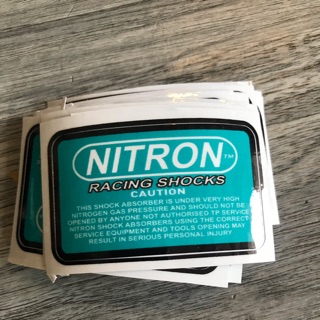 NITRON™
RACING SHOCKS
CAUTION
THIS SHOCK ABSORBER IS UNDER VERY HIGH
NITROGEN GAS PRESSURE AND SHOULD NOT BE
OPENED BY ANYONE NOT AUTHORISED TP SERVICE
NITRON SHOCK ABSORBERS USING THE CORRECT
SERVICE EQUIPMENT AND TOOLS OPENING MAY
RESULT IN SERIOUS PERSONAL INJURY